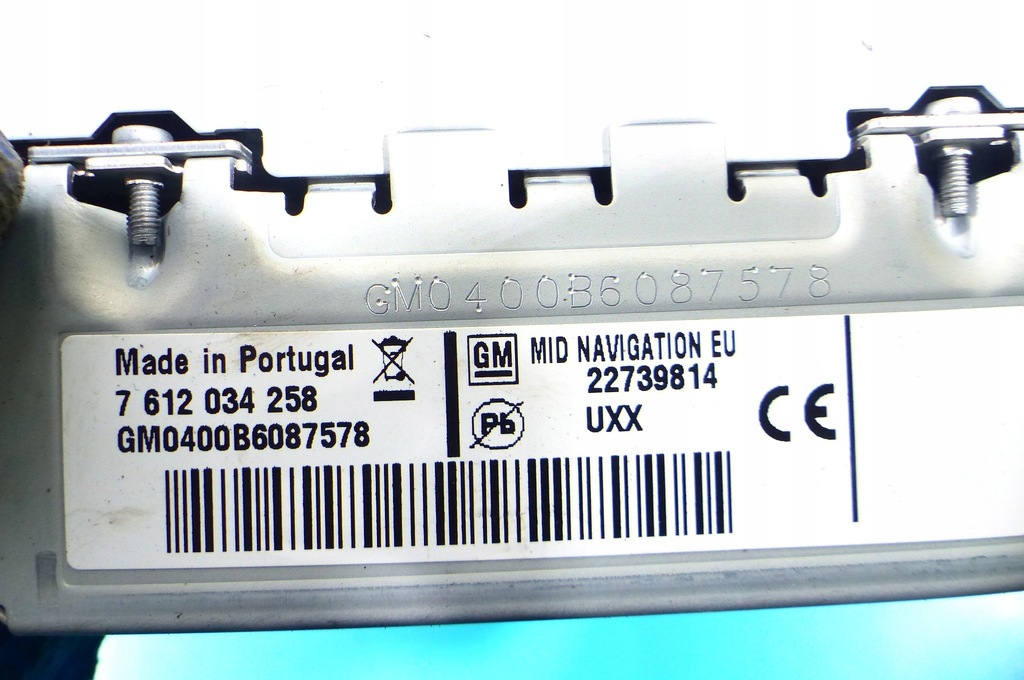 GM0400B6087578
Made in Portugal
7 612 034 258
GM0400B6087578
GM
MID NAVIGATION EU
22739814
Pb
UXX
CE